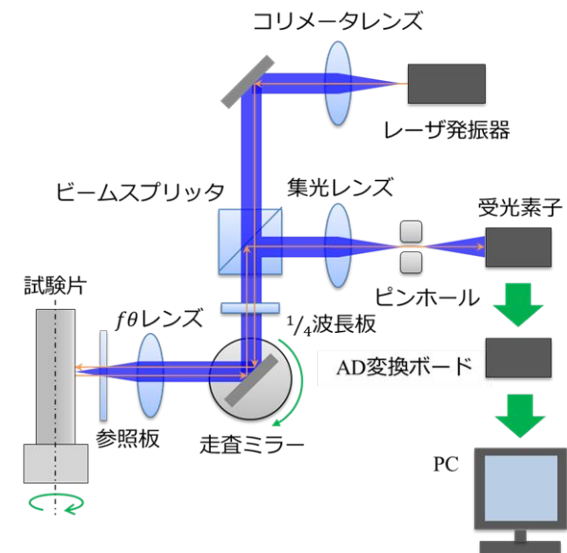 コリメータレンズ
レーザ発振器
ビームスプリッタ
集光レンズ
受光素子
試験片
fθレンズ
1/4波長板
ピンホール
AD変換ボード
参照板
走査ミラー
PC